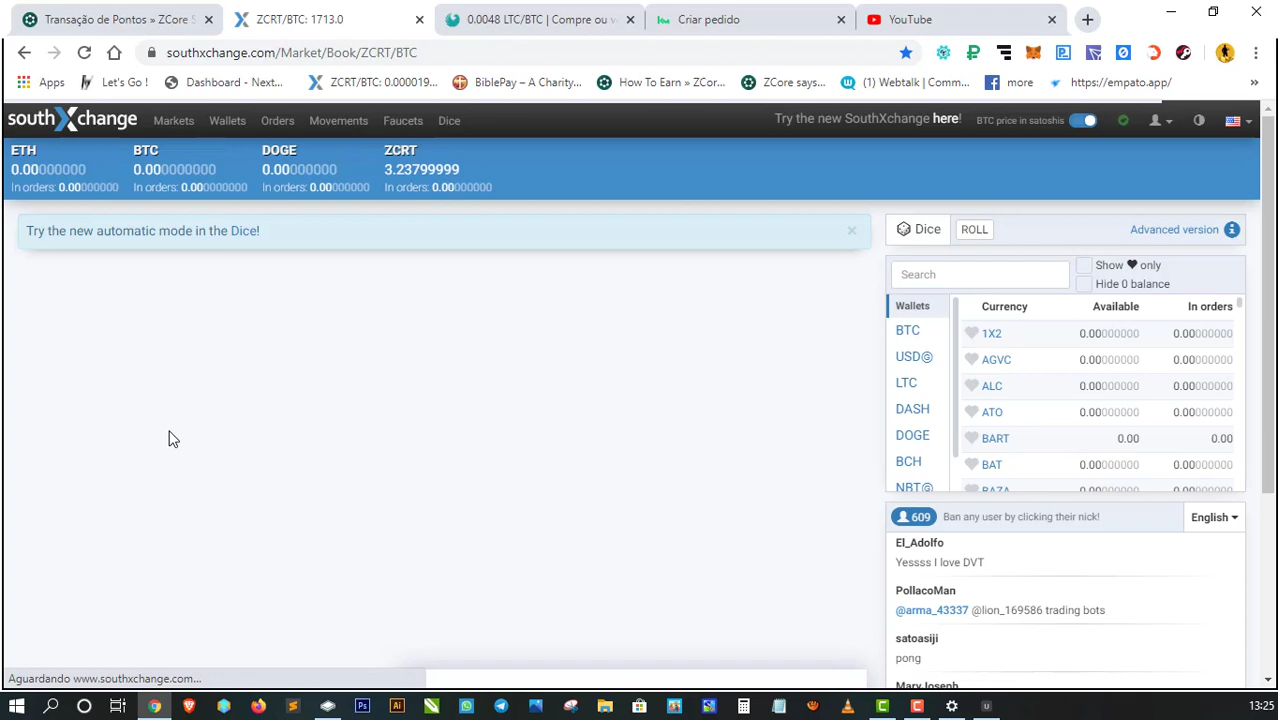 Transação de Pontos » ZCore S
ZCRT/BTC: 1713.0
0.0048 LTC/BTC | Compre ou v
Criar pedido
YouTube
southxchange.com/Market/Book/ZCRT/BTC
Apps
Let's Go !
Dashboard - Next...
ZCRT/BTC: 0.000019...
BiblePay – A Charity...
How To Earn » ZCor...
ZCore says...
(1) Webtalk | Comm...
more
https://empato.app/
»
southXchange
Markets
Wallets
Orders
Movements
Faucets
Dice
Try the new SouthXchange here!
BTC price in satoshis
ETH
0.00000000
In orders: 0.00000000
BTC
0.0000000000
In orders: 0.0000000000
DOGE
0.00000000
In orders: 0.00000000
ZCRT
3.23799999
In orders: 0.00000000
Try the new automatic mode in the Dice!
×
Dice
ROLL
Advanced version
Search
Show only
Hide 0 balance
Wallets
BTC
USD@
LTC
DASH
DOGE
BCH
NBT@
Currency Available In orders
1X2 0.00000000 0.00000000
AGVC 0.00000000 0.00000000
ALC 0.00000000 0.00000000
ATO 0.00000000 0.00000000
BART 0.00 0.00
BAT 0.00000000 0.00000000
BAZA 0.00000000 0.00000000
609
Ban any user by clicking their nick!
English
El_Adolfo
Yessss I love DVT
PollacoMan
@arma_43337 @lion_169586 trading bots
satoasiji
pong
MaryJoseph
Aguardando www.southxchange.com...
13:25